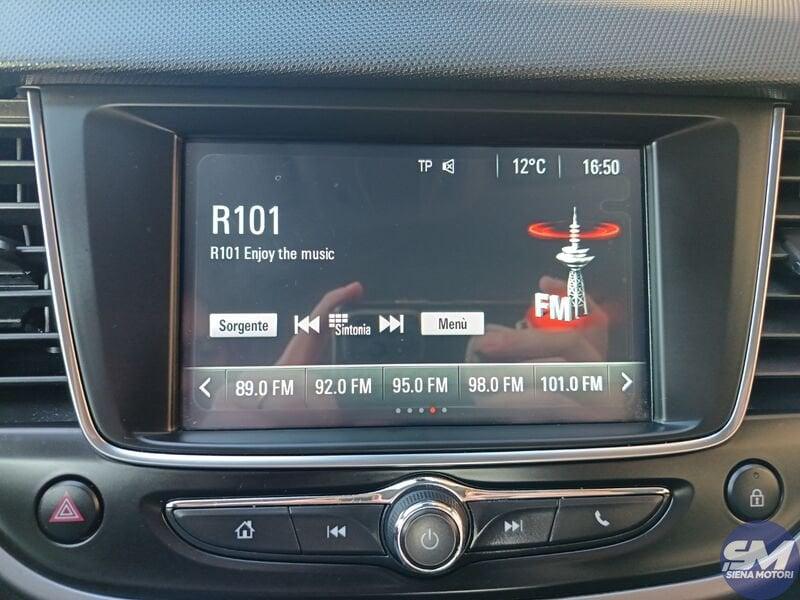 TP 12°C 16:50
R101
R101 Enjoy the music
FM
Sorgente Sintonia Menù
89.0 FM 92.0 FM 95.0 FM 98.0 FM 101.0 FM
SM
SIENA MOTORI